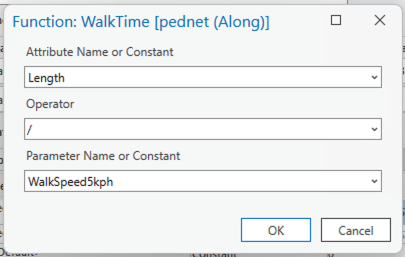 Function: WalkTime [pednet (Along)]
Attribute Name or Constant
Length
Operator
/
Parameter Name or Constant
WalkSpeed5kph
OK Cancel